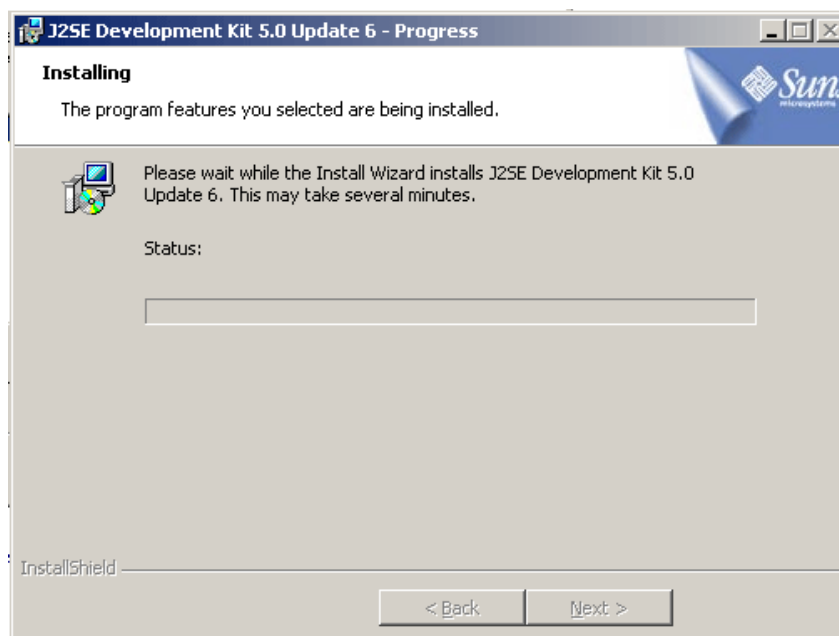 J2SE Development Kit 5.0 Update 6 - Progress
Installing
The program features you selected are being installed.
Sun
microsystems
Please wait while the Install Wizard installs J2SE Development Kit 5.0
Update 6. This may take several minutes.
Status:
InstallShield
< Back
Next >